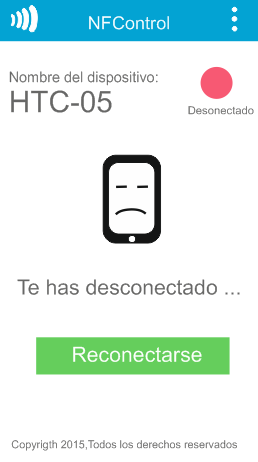 NFControl
Nombre del dispositivo:
HTC-05
Desonectado
Te has desconectado ...
Reconectarse
Copyrigth 2015,Todos los derechos reservados